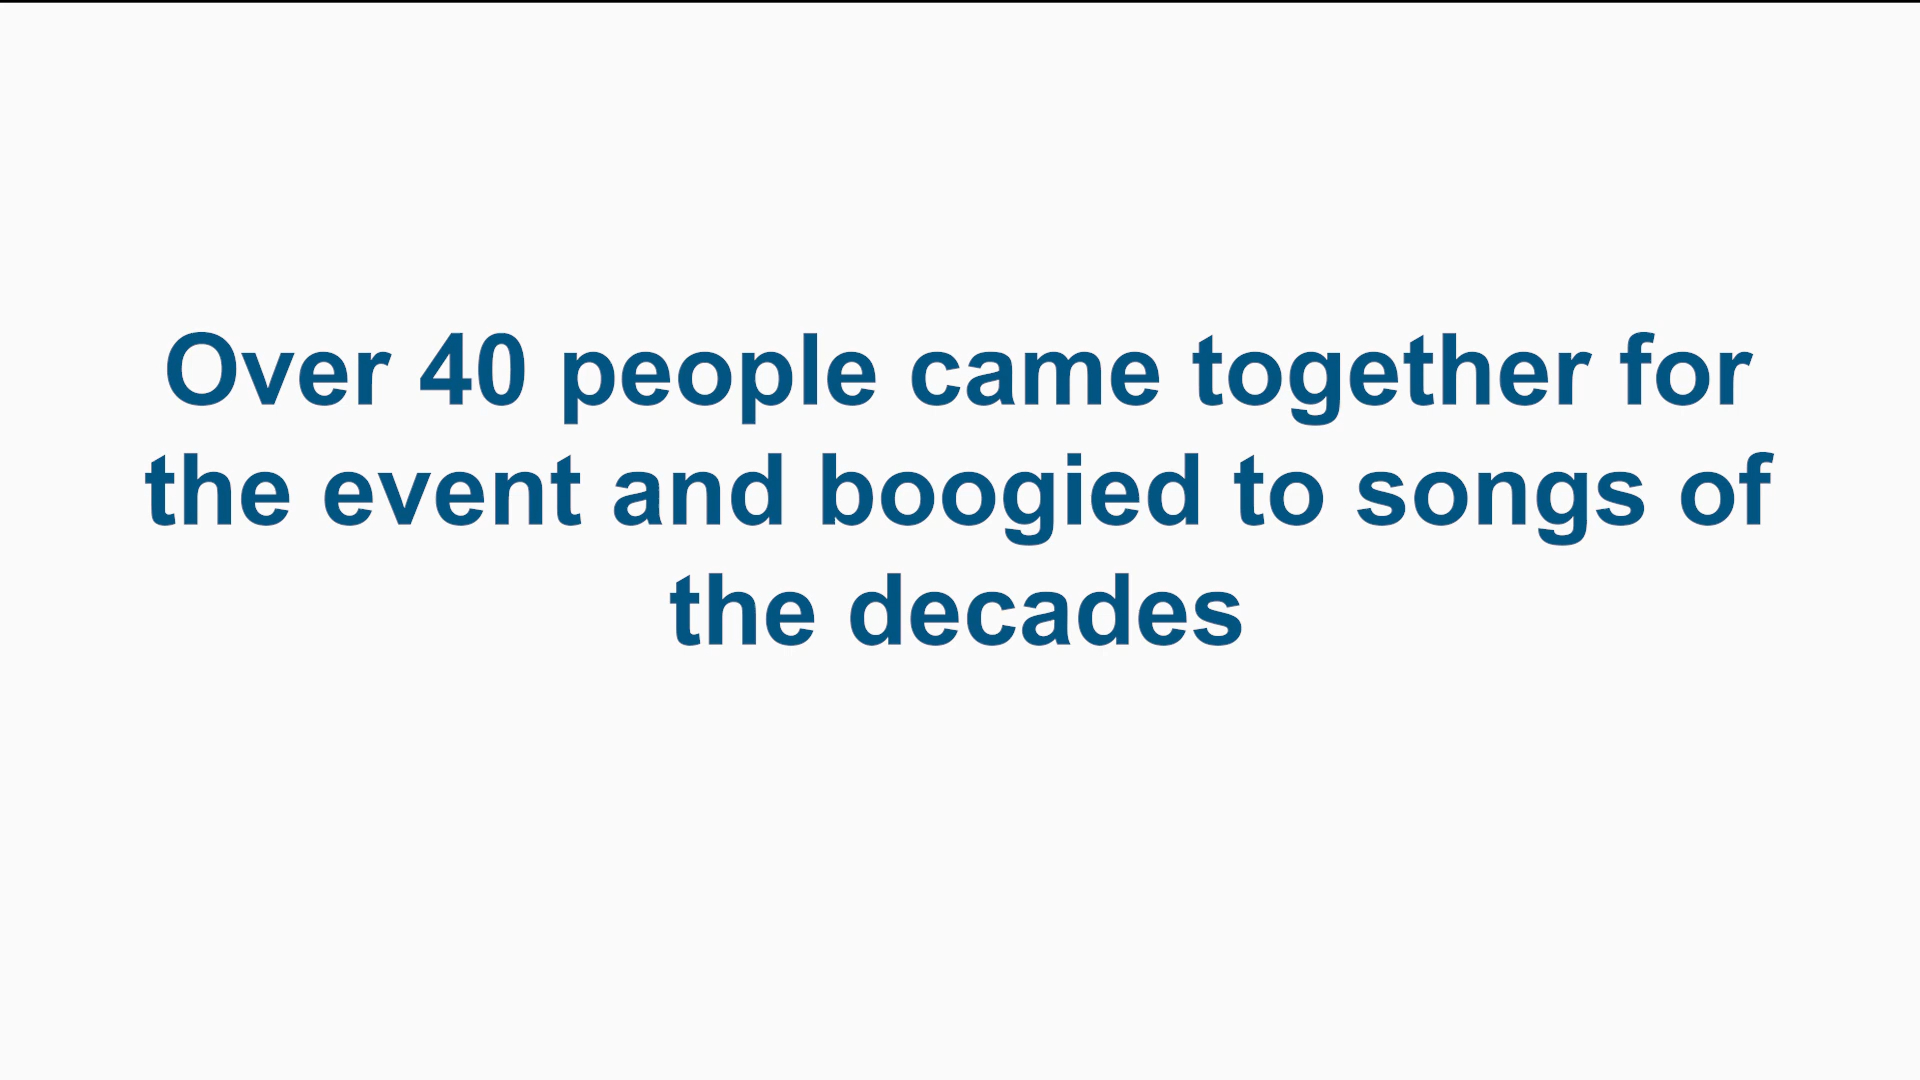 Over 40 people came together for
the event and boogied to songs of
the decades